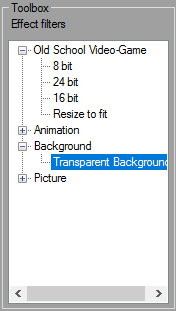 Toolbox
Effect filters
Old School Video-Game
8 bit
24 bit
16 bit
Resize to fit
Animation
Background
Transparent Background
Picture